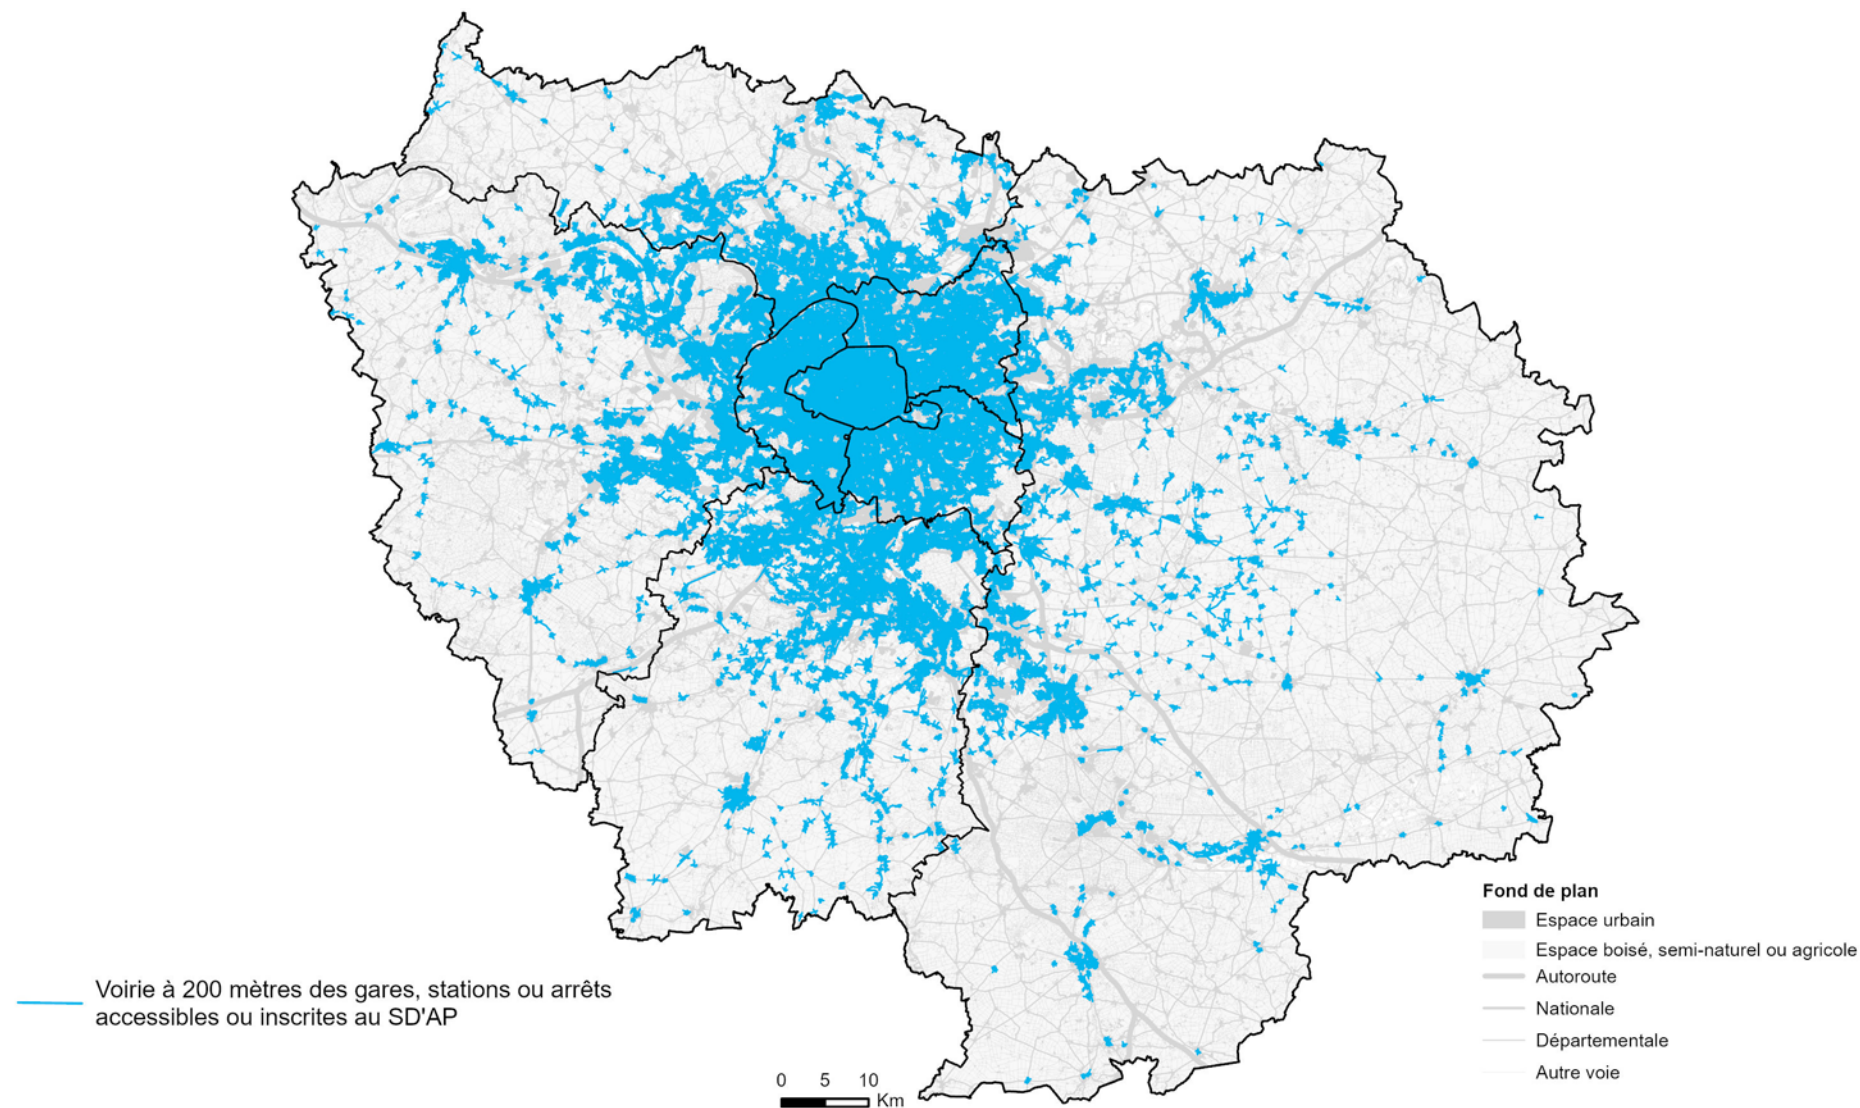 Fond de plan
Espace urbain
Espace boisé, semi-naturel ou agricole
Autoroute
Nationale
Départementale
Autre voie
Voirie à 200 mètres des gares, stations ou arrêts
accessibles ou inscrites au SD'AP
0 5 10
Km